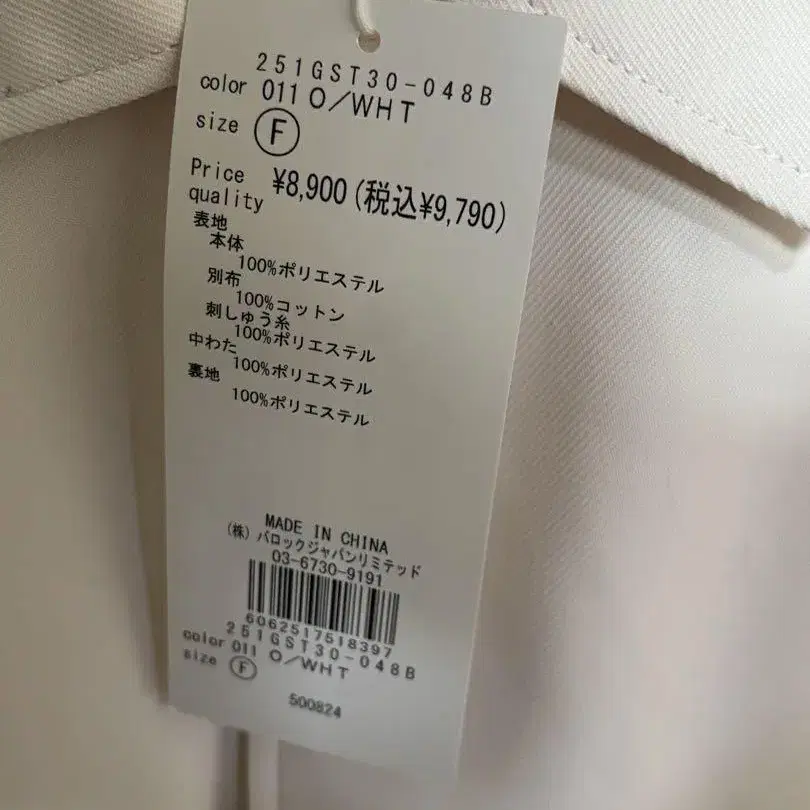 251GST30-048B
color 011 O/WHT
size F
Price ¥8,900(税込¥9,790)
quality
表地
本体
100%ポリエステル
別布
100%コットン
刺しゅう糸
100%ポリエステル
中わた
100%ポリエステル
裏地
100%ポリエステル
MADE IN CHINA
(株)バロックジャパンリミテッド
03-6730-9191
6062517518397
251GST30-048B
color 011 O/WHT
size F
500824